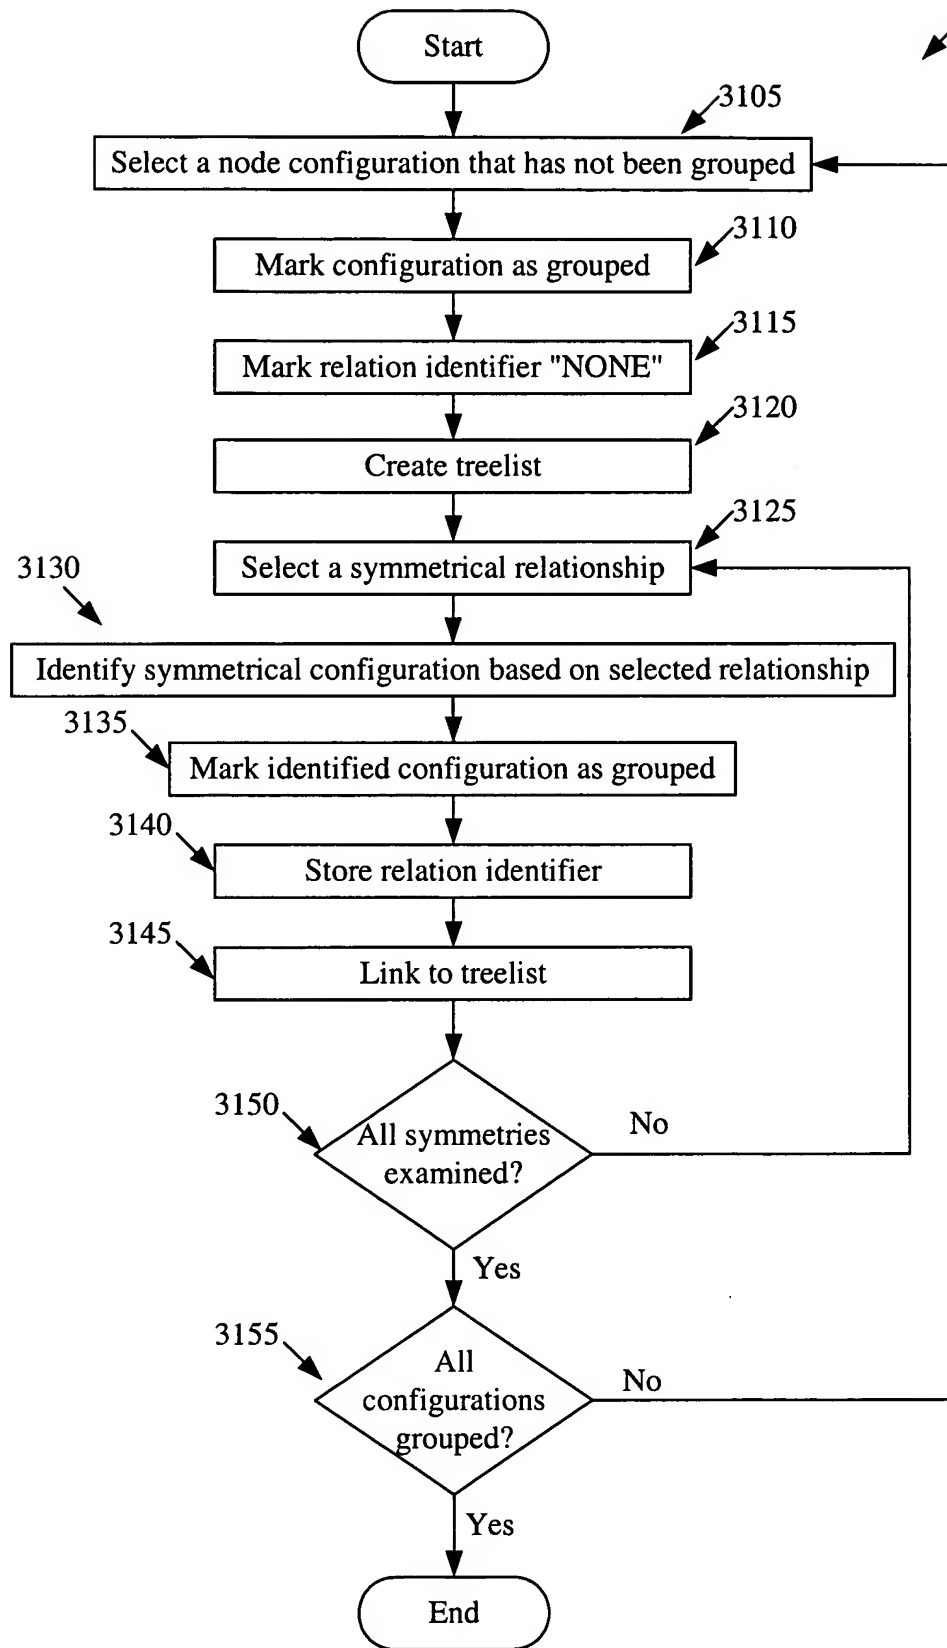 Start
3105
Select a node configuration that has not been grouped
3110
Mark configuration as grouped
3115
Mark relation identifier "NONE"
3120
Create treelist
3125
Select a symmetrical relationship
3130
Identify symmetrical configuration based on selected relationship
3135
Mark identified configuration as grouped
3140
Store relation identifier
3145
Link to treelist
3150
All symmetries
examined?
No
Yes
3155
All
configurations
grouped?
No
Yes
End